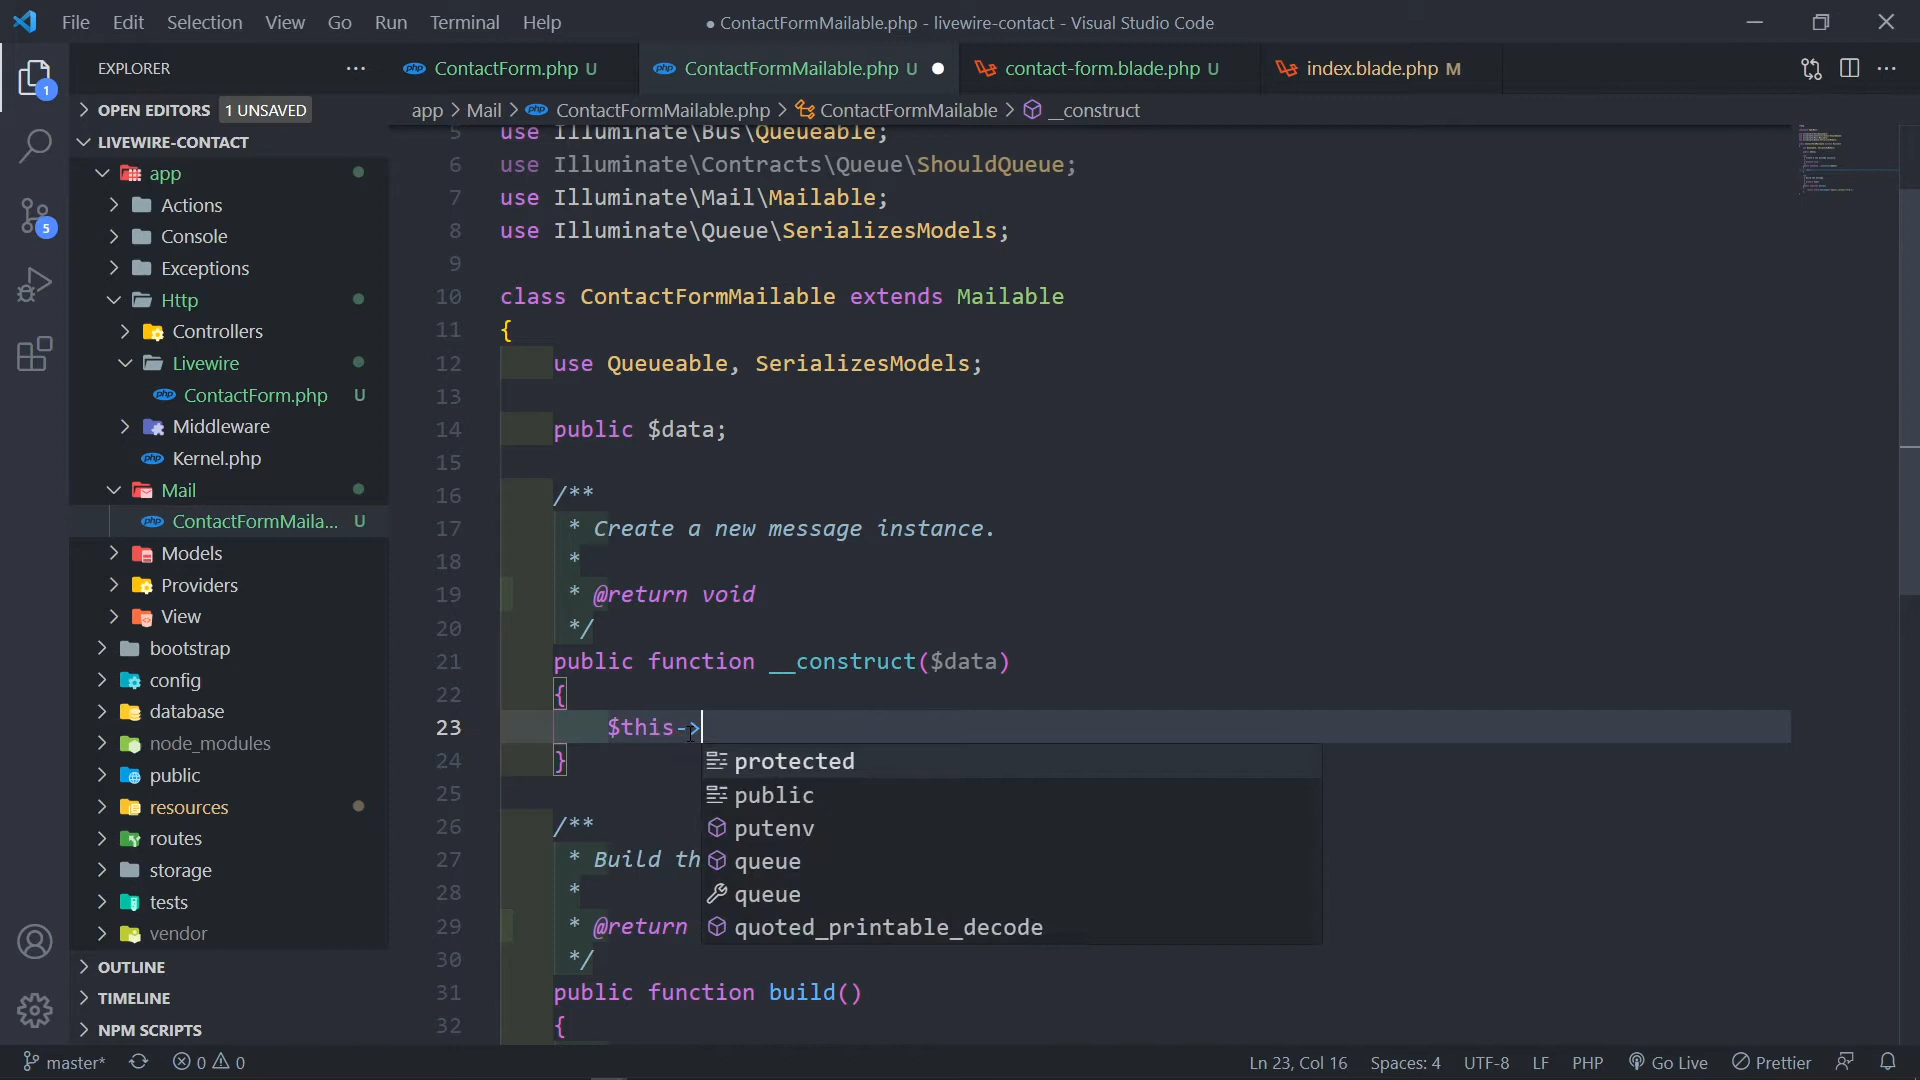 File Edit Selection View Go Run Terminal Help
● ContactFormMailable.php - livewire-contact - Visual Studio Code
EXPLORER
ContactForm.php U
ContactFormMailable.php U
contact-form.blade.php U
index.blade.php M
OPEN EDITORS 1 UNSAVED
app > Mail > ContactFormMailable.php > ContactFormMailable > __construct
LIVEWIRE-CONTACT
app
Actions
Console
Exceptions
Http
Controllers
Livewire
ContactForm.php U
Middleware
Kernel.php
Mail
ContactFormMaila... U
Models
Providers
View
bootstrap
config
database
node_modules
public
resources
routes
storage
tests
vendor
OUTLINE
TIMELINE
NPM SCRIPTS
1
5
5 use Illuminate\Bus\Queueable;
6 use Illuminate\Contracts\Queue\ShouldQueue;
7 use Illuminate\Mail\Mailable;
8 use Illuminate\Queue\SerializesModels;
9
10 class ContactFormMailable extends Mailable
11 {
12 use Queueable, SerializesModels;
13
14 public $data;
15
16 /**
17 * Create a new message instance.
18 *
19 * @return void
20 */
21 public function __construct($data)
22 {
23 $this->
24 }
25
26 /**
27 * Build th
28 *
29 * @return
30 */
31 public function build()
32 {
protected
public
putenv
queue
queue
quoted_printable_decode
master* 0 0
Ln 23, Col 16 Spaces: 4 UTF-8 LF PHP Go Live Prettier